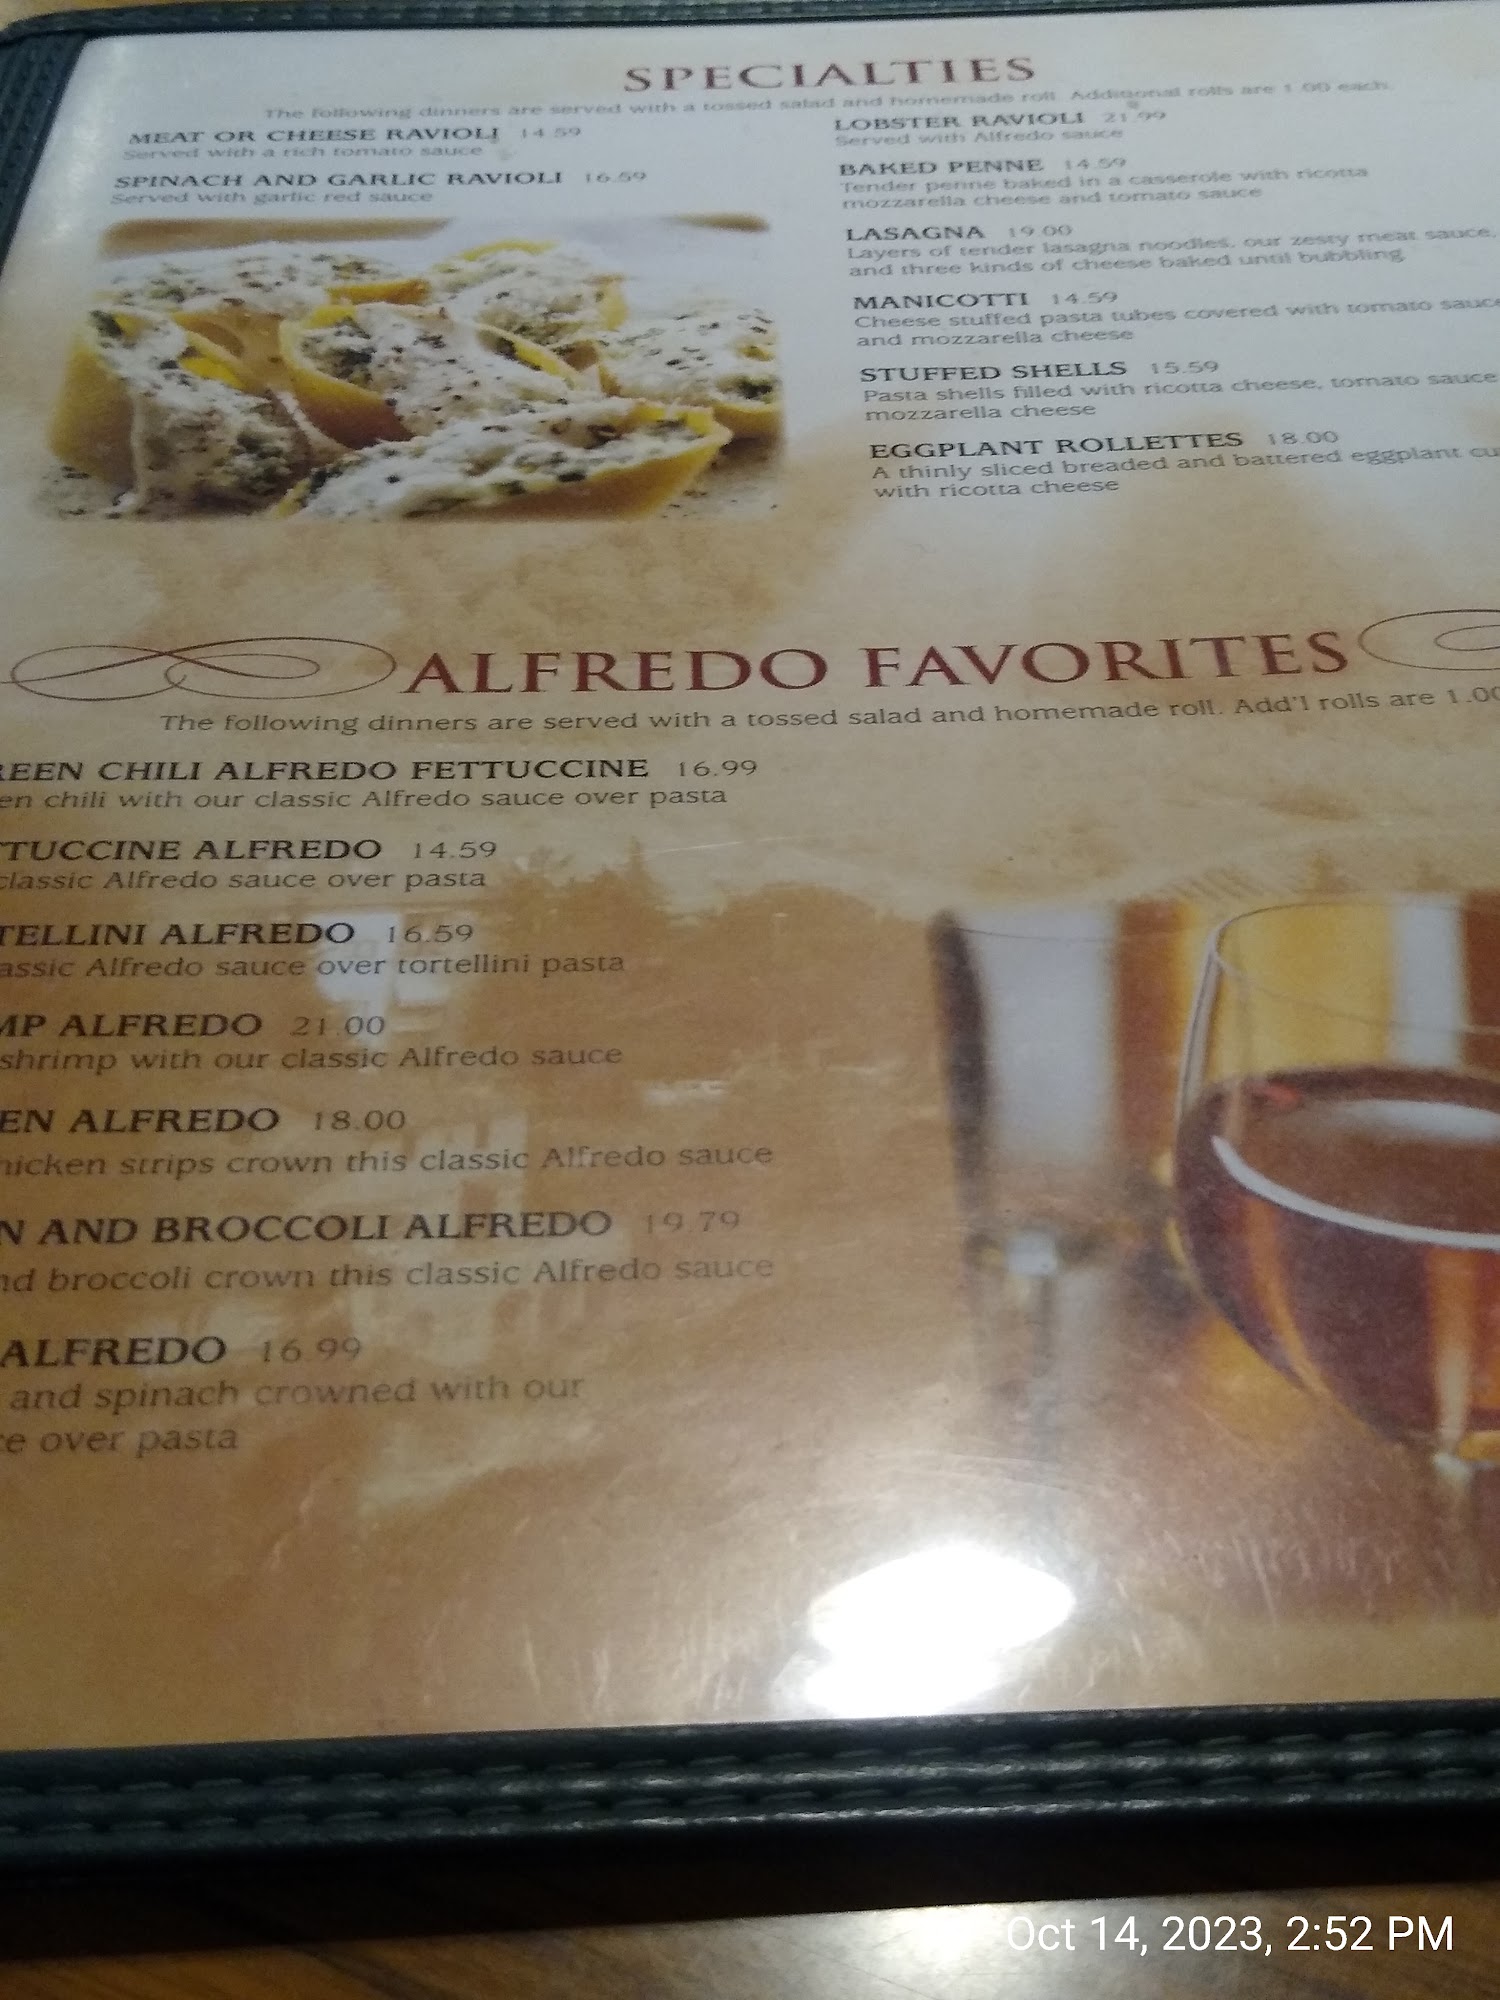 SPECIALTIES
The following dinners are served with a tossed salad and homemade roll. Additional rolls are 1.00 each.
MEAT OR CHEESE RAVIOLI 14.59
Served with a rich tomato sauce
SPINACH AND GARLIC RAVIOLI 16.59
Served with garlic red sauce
LOBSTER RAVIOLI 21.99
Served with Alfredo sauce
BAKED PENNE 14.59
Tender penne baked in a casserole with ricotta
mozzarella cheese and tomato sauce
LASAGNA 19.00
Layers of tender lasagna noodles, our zesty meat sauce,
and three kinds of cheese baked until bubbling
MANICOTTI 14.59
Cheese stuffed pasta tubes covered with tomato sauce
and mozzarella cheese
STUFFED SHELLS 15.59
Pasta shells filled with ricotta cheese, tomato sauce
mozzarella cheese
EGGPLANT ROLLETTES 18.00
A thinly sliced breaded and battered eggplant cu
with ricotta cheese
ALFREDO FAVORITES
The following dinners are served with a tossed salad and homemade roll. Add'l rolls are 1.00
REEN CHILI ALFREDO FETTUCCINE 16.99
en chili with our classic Alfredo sauce over pasta
TTUCCINE ALFREDO 14.59
classic Alfredo sauce over pasta
TELLINI ALFREDO 16.59
assic Alfredo sauce over tortellini pasta
MP ALFREDO 21.00
shrimp with our classic Alfredo sauce
EN ALFREDO 18.00
hicken strips crown this classic Alfredo sauce
N AND BROCCOLI ALFREDO 19.79
nd broccoli crown this classic Alfredo sauce
ALFREDO 16.99
and spinach crowned with our
ce over pasta
Oct 14, 2023, 2:52 PM